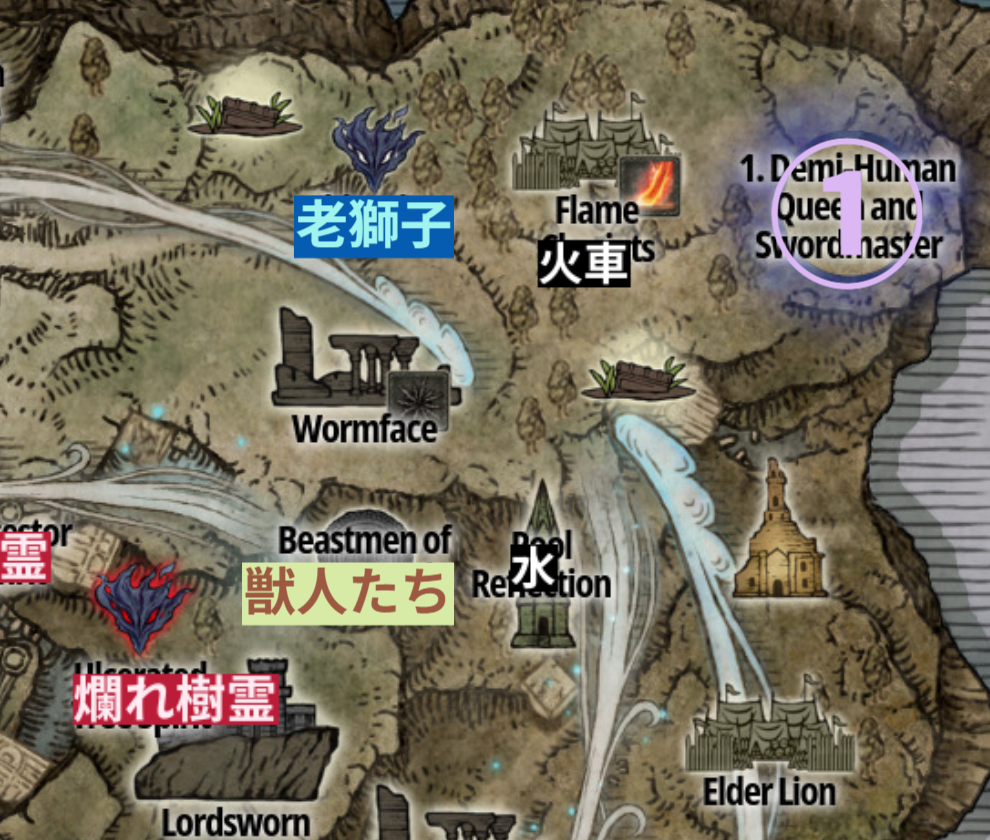 1. Demi-Human
Queen and
Swordmaster
1
老獅子
Flame
火車
Wormface
Beastmen of
獣人たち
水
霊
爛れ樹霊
Elder Lion
Lordsworn